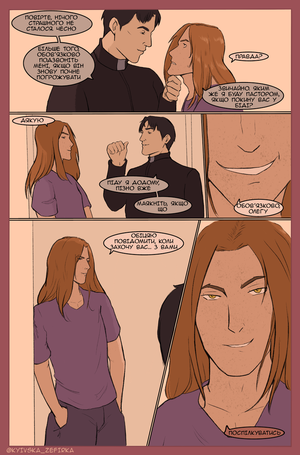 ПОВІРТЕ, НІЧОГО
СТРАШНОГО НЕ
СТАЛОСЯ. ЧЕСНО
БІЛЬШЕ ТОГО,
ОБОВ'ЯЗКОВО
ПОДЗВОНІТЬ
МЕНІ, ЯКЩО ВІН
ЗНОВУ ПОЧНЕ
ПОГРОЖУВАТИ
ПРАВДА?
ЗВИЧАЙНО. ЯКИМ
ЖЕ Я БУДУ ПАСТОРОМ,
ЯКЩО ПОКИНУ ВАС У
БІДІ?
ДЯКУЮ
ПІДУ Я ДОДОМУ,
ПІЗНО ВЖЕ
МАЯКНІТЬ, ЯКЩО
ЩО
ОБОВ'ЯЗКОВО,
ОЛЕГУ
ОБІЦЯЮ
ПОВІДОМИТИ, КОЛИ
ЗАХОЧУ ВАС... З ВАМИ
ПОСПІЛКУВАТИСЬ
@KYIVSKA_ZEFIRKA